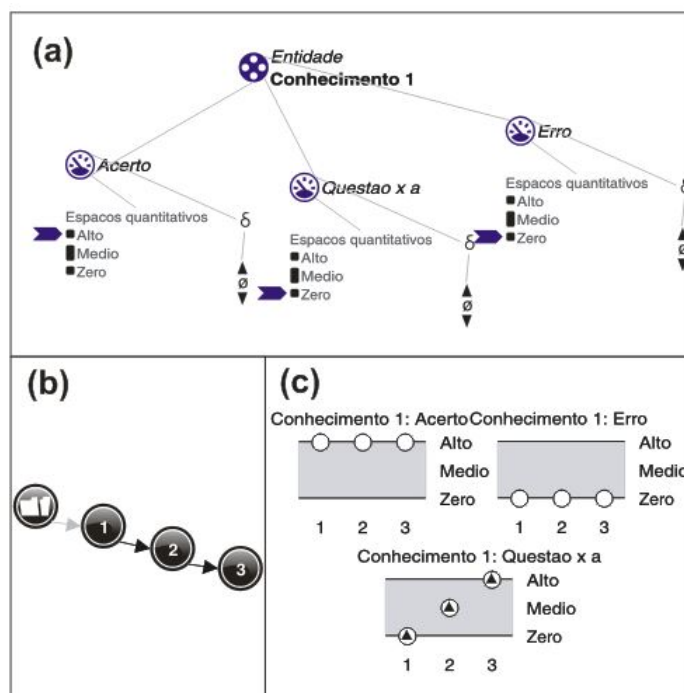 (a)
Entidade
Conhecimento 1
Acerto
Espacos quantitativos
Alto
Medio
Zero
δ
ø
Questao x a
Espacos quantitativos
Alto
Medio
Zero
δ
ø
Erro
Espacos quantitativos
Alto
Medio
Zero
δ
ø
(b)
1
2
3
(c)
Conhecimento 1: Acerto
Alto
Medio
Zero
1 2 3
Conhecimento 1: Erro
Alto
Medio
Zero
1 2 3
Conhecimento 1: Questao x a
Alto
Medio
Zero
1 2 3